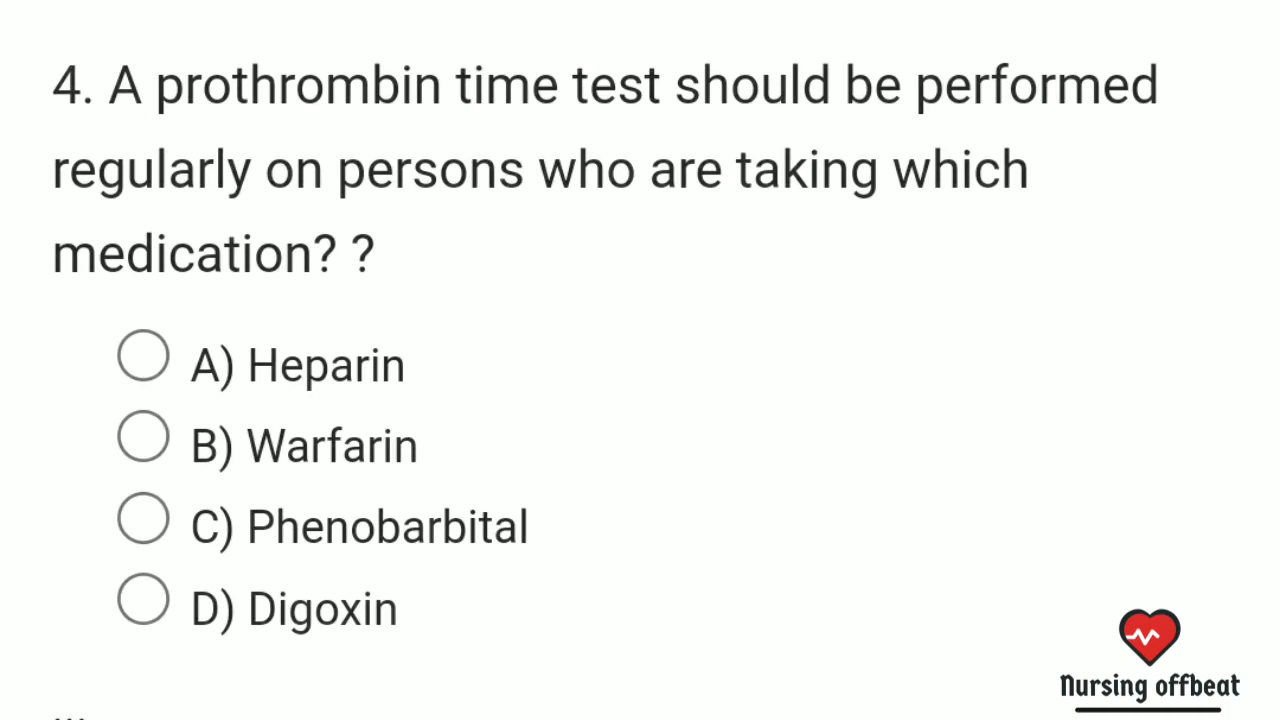 4. A prothrombin time test should be performed
regularly on persons who are taking which
medication? ?
A) Heparin
B) Warfarin
C) Phenobarbital
D) Digoxin
Nursing offbeat
...